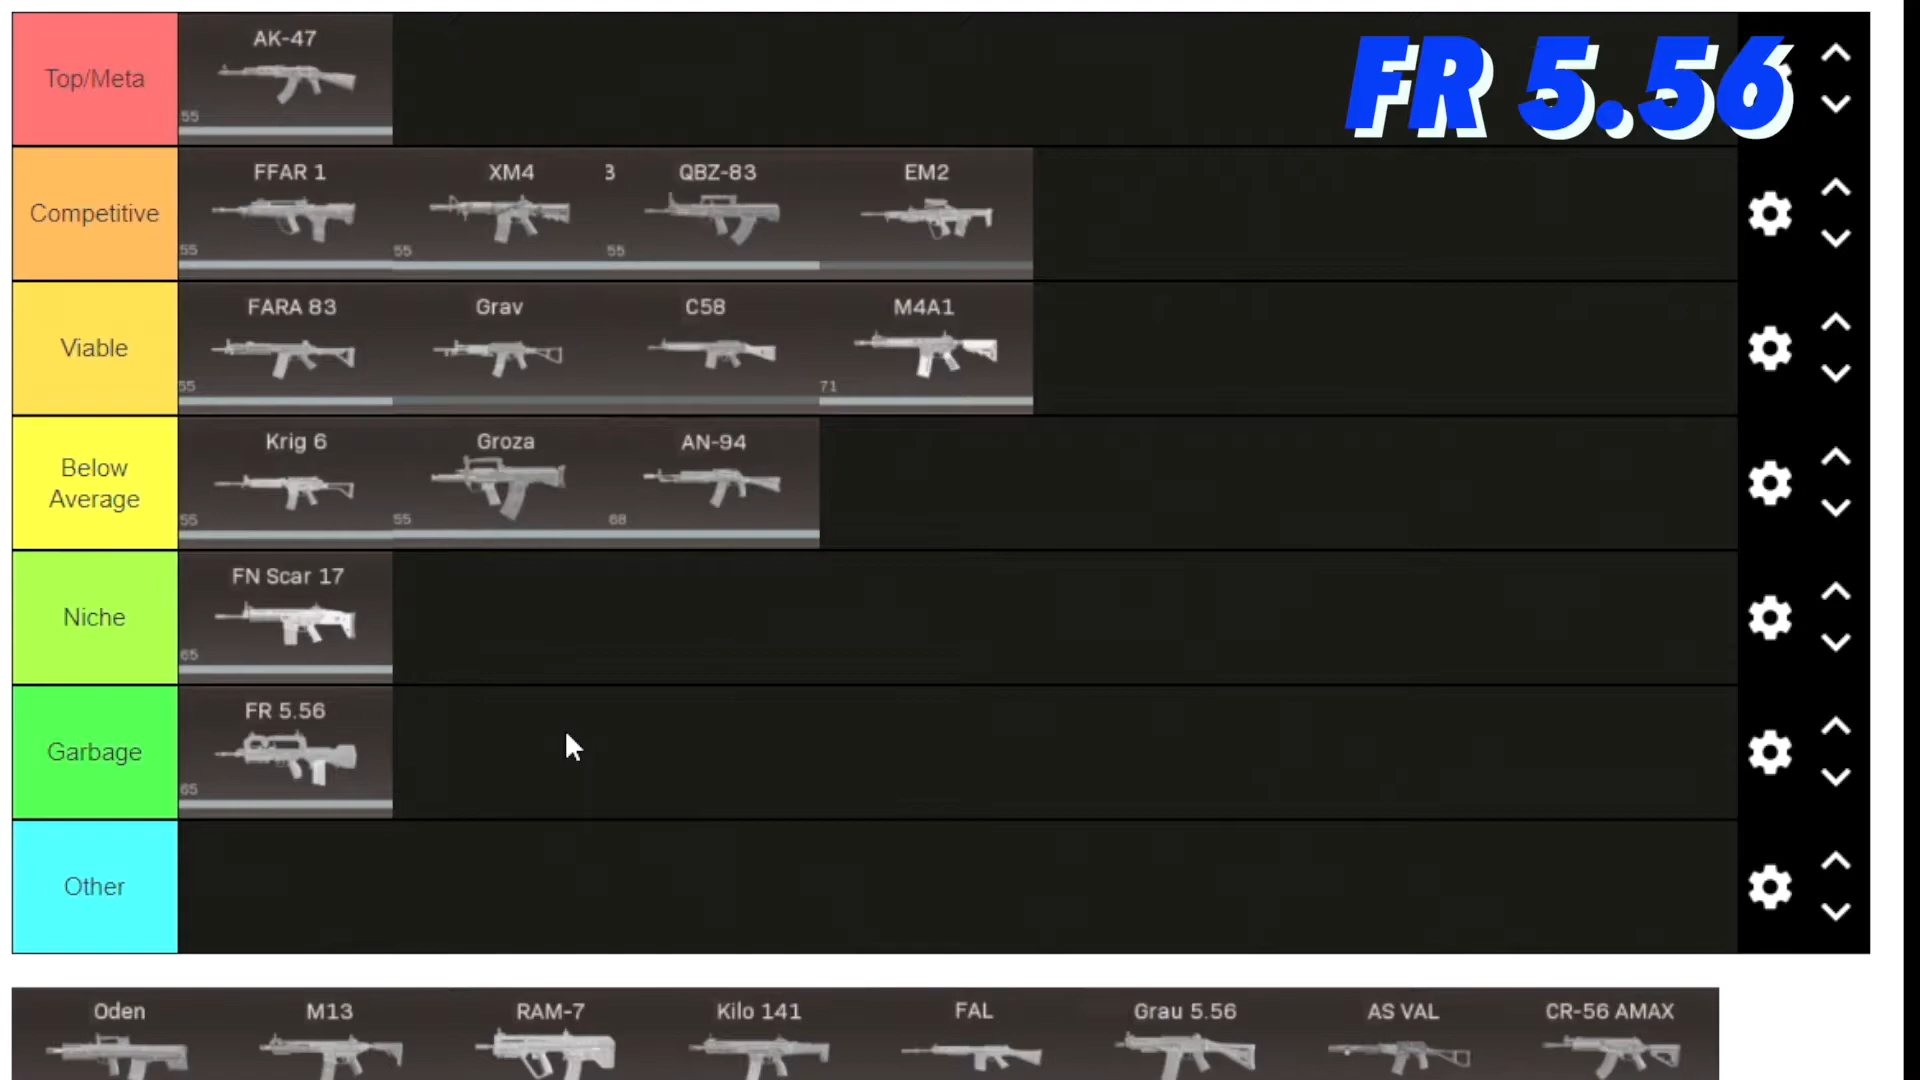 FR 5.56
Top/Meta
AK-47
55
Competitive
FFAR 1
XM4
3
QBZ-83
EM2
55
55
55
Viable
FARA 83
Grav
C58
M4A1
55
71
Below
Average
Krig 6
Groza
AN-94
55
55
68
Niche
FN Scar 17
65
Garbage
FR 5.56
65
Other
Oden
M13
RAM-7
Kilo 141
FAL
Grau 5.56
AS VAL
CR-56 AMAX